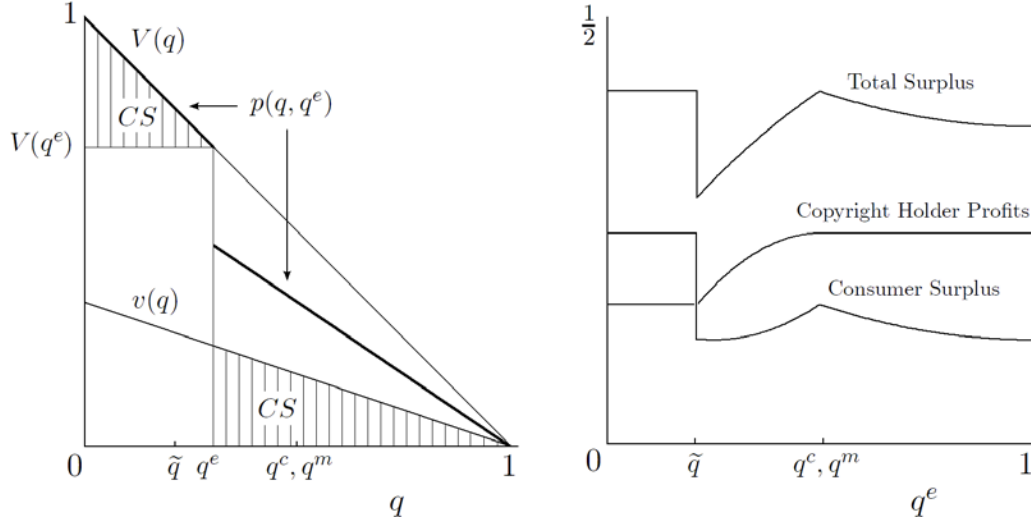 1
V(q)
CS
p(q, q^e)
V(q^e)
v(q)
CS
0
q̃
q^e
q^c, q^m
1
q
1/2
Total Surplus
Copyright Holder Profits
Consumer Surplus
0
q̃
q^c, q^m
1
q^e